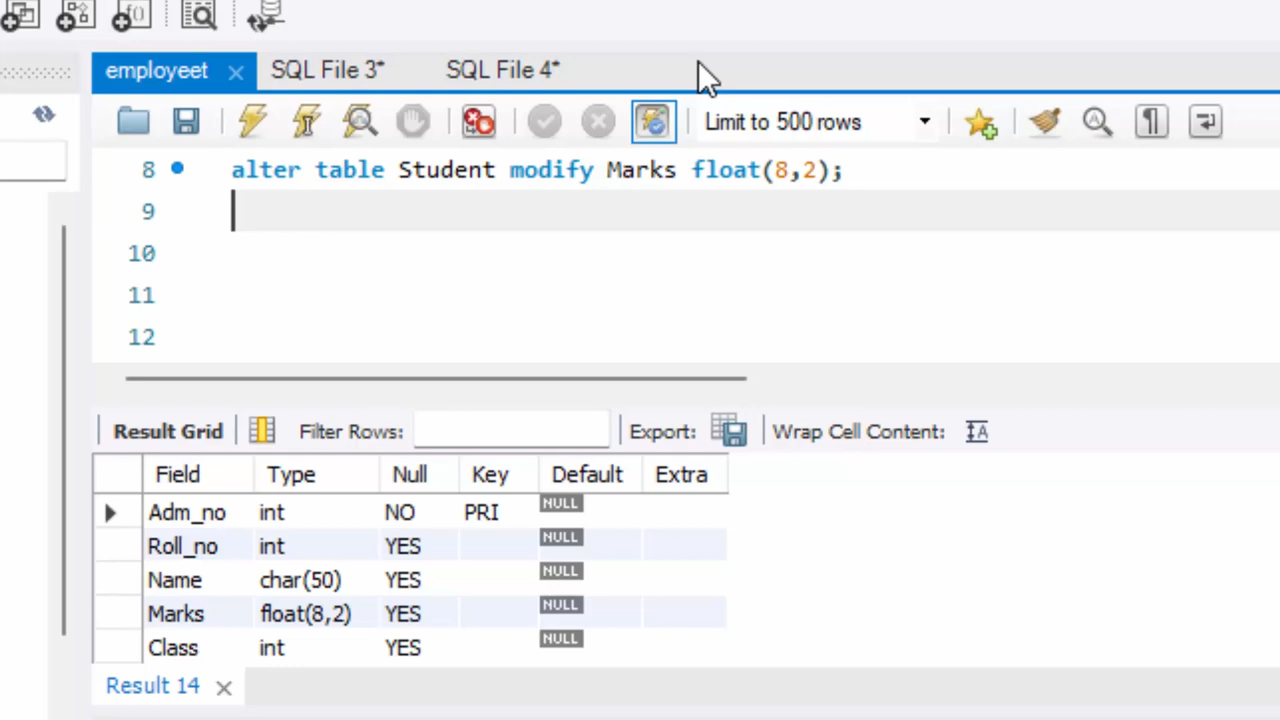 f()
employeet × SQL File 3* SQL File 4*
Limit to 500 rows
8 alter table Student modify Marks float(8,2);
9
10
11
12
Result Grid Filter Rows: Export: Wrap Cell Content: IA
Field Type Null Key Default Extra
Adm_no int NO PRI NULL
Roll_no int YES NULL
Name char(50) YES NULL
Marks float(8,2) YES NULL
Class int YES NULL
Result 14 ×